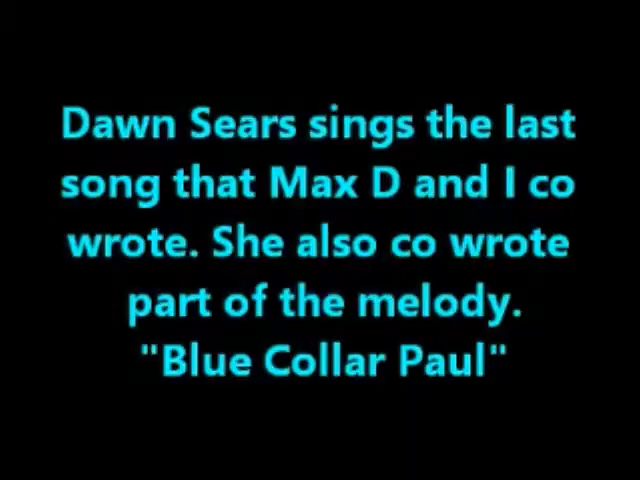 Dawn Sears sings the last
song that Max D and I co
wrote. She also co wrote
part of the melody.
"Blue Collar Paul"